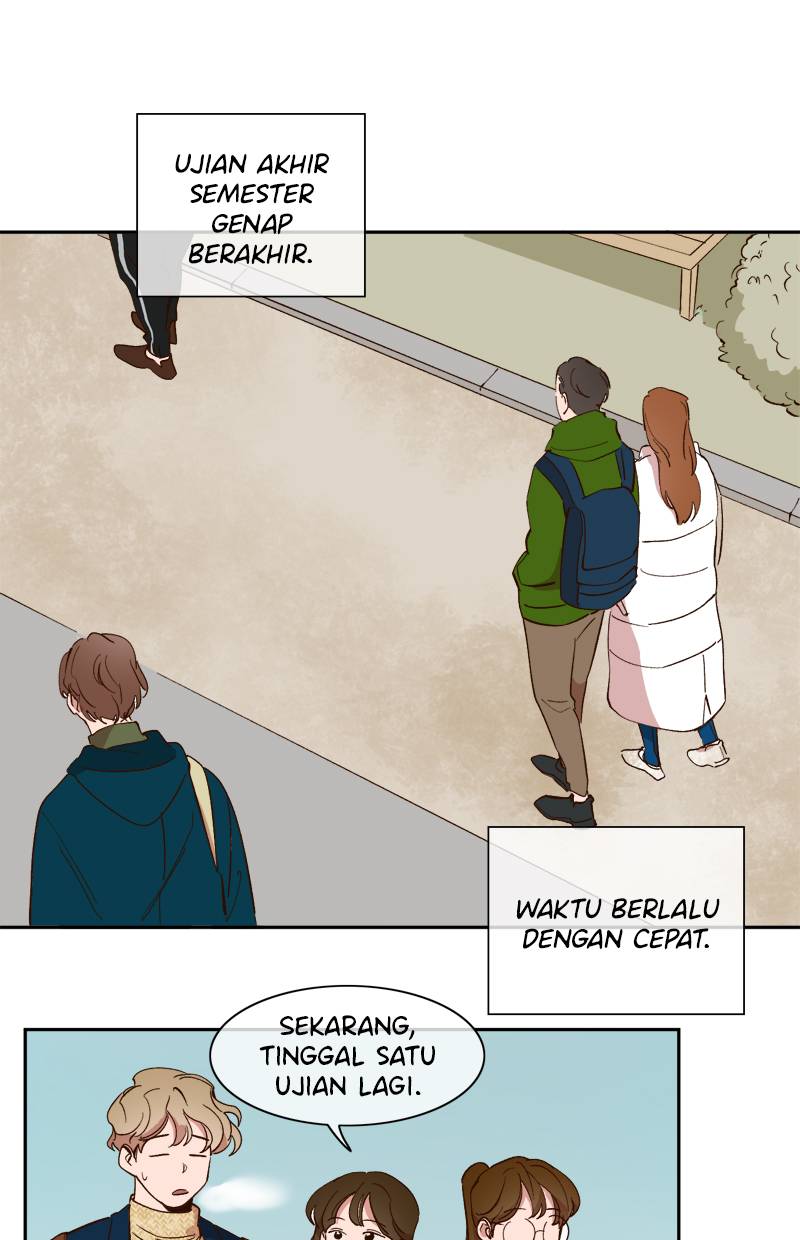 UJIAN AKHIR
SEMESTER
GENAP
BERAKHIR.
WAKTU BERLALU
DENGAN CEPAT.
SEKARANG,
TINGGAL SATU
UJIAN LAGI.